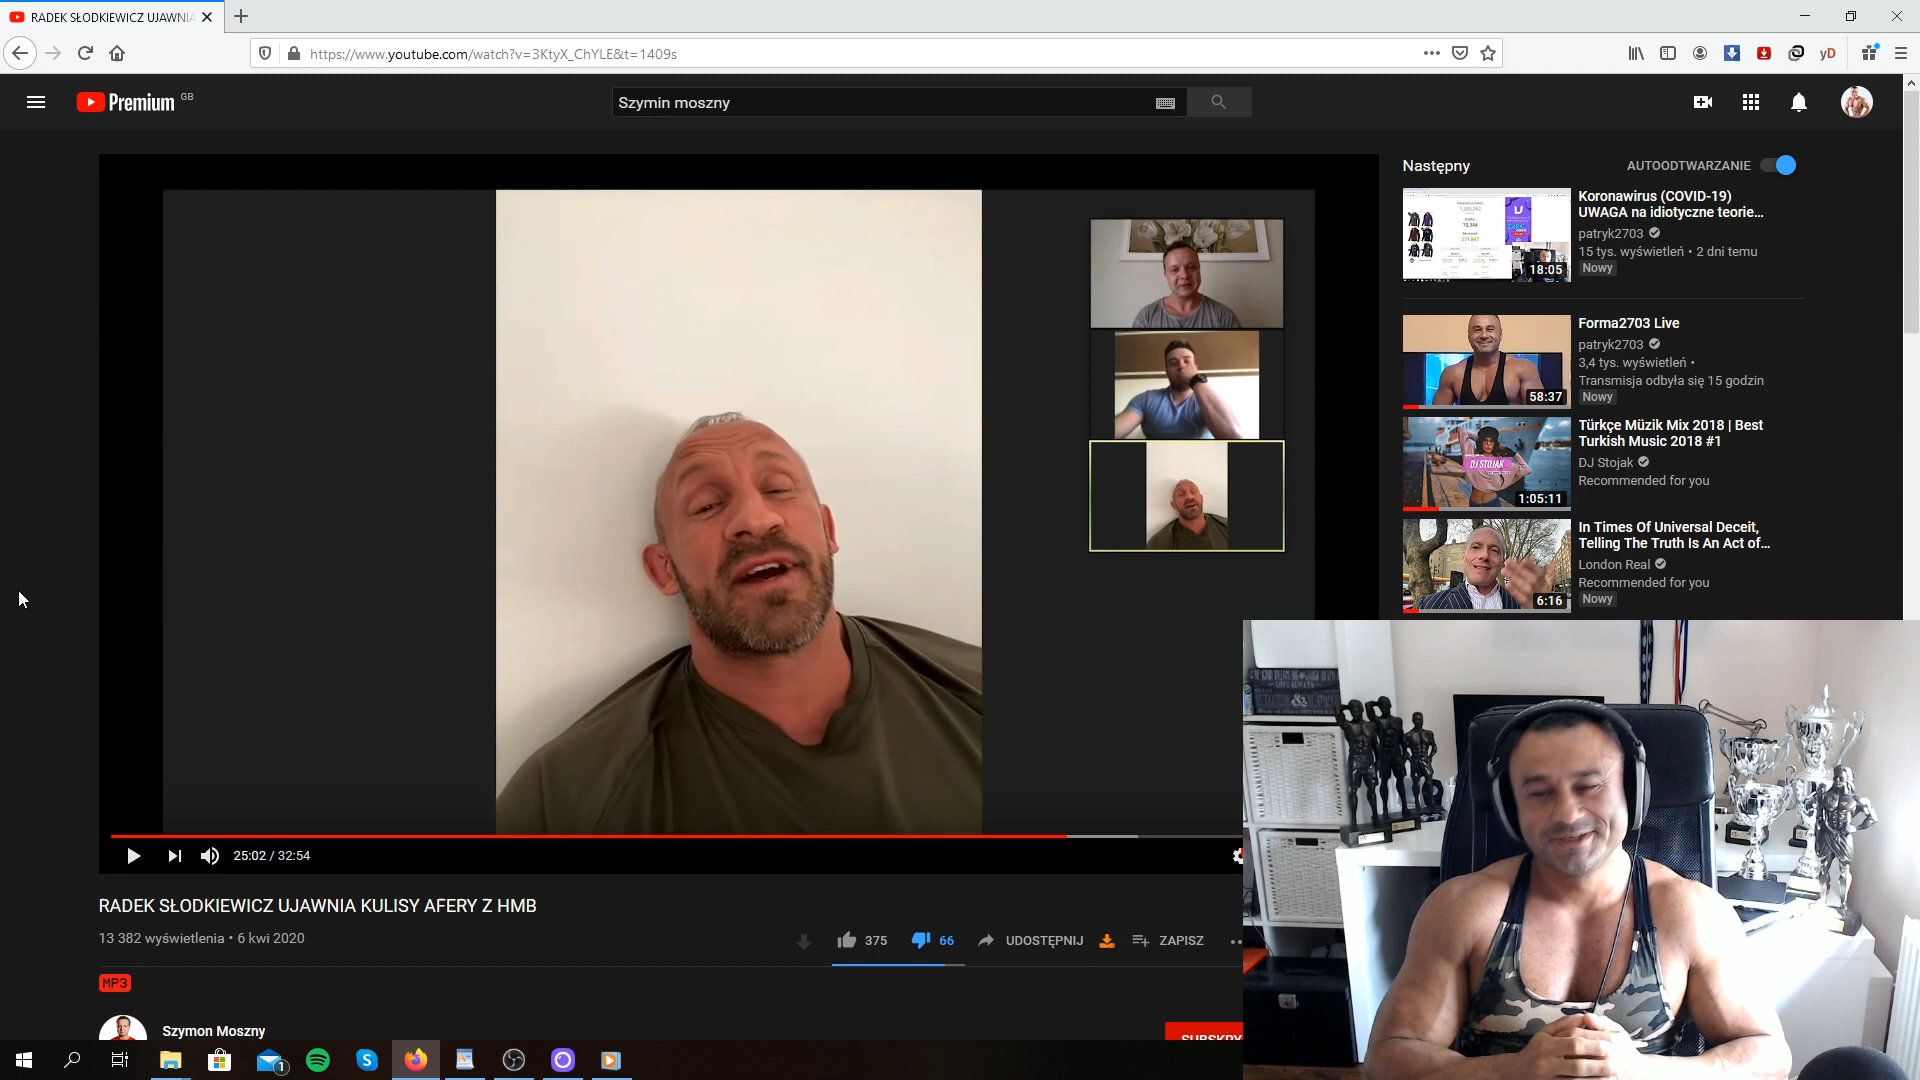 RADEK SŁODKIEWICZ UJAWNIA
https://www.youtube.com/watch?v=3KtyX_ChYLE&t=1409s
yD
Premium GB
Szymin moszny
Następny
AUTOODTWARZANIE
Koronawirus (COVID-19)
UWAGA na idiotyczne teorie...
patryk2703
15 tys. wyświetleń • 2 dni temu
Nowy
18:05
Forma2703 Live
patryk2703
3,4 tys. wyświetleń •
Transmisja odbyła się 15 godzin
Nowy
58:37
Türkçe Müzik Mix 2018 | Best
Turkish Music 2018 #1
DJ Stojak
Recommended for you
DJ STOJAK
1:05:11
In Times Of Universal Deceit,
Telling The Truth Is An Act of...
London Real
Recommended for you
Nowy
6:16
25:02 / 32:54
RADEK SŁODKIEWICZ UJAWNIA KULISY AFERY Z HMB
13 382 wyświetlenia • 6 kwi 2020
375
66
UDOSTĘPNIJ
ZAPISZ
MP3
Szymon Moszny
1